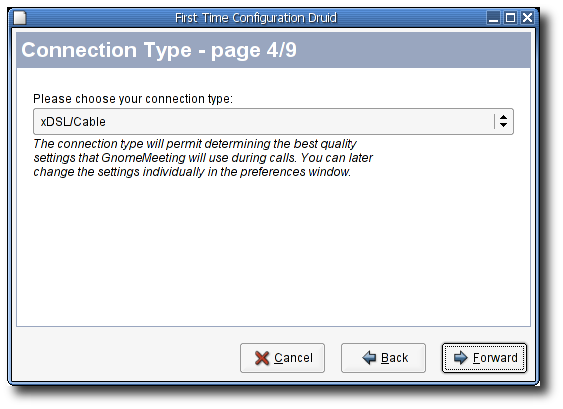 First Time Configuration Druid
Connection Type - page 4/9
Please choose your connection type:
xDSL/Cable
The connection type will permit determining the best quality
settings that GnomeMeeting will use during calls. You can later
change the settings individually in the preferences window.
Cancel
Back
Forward